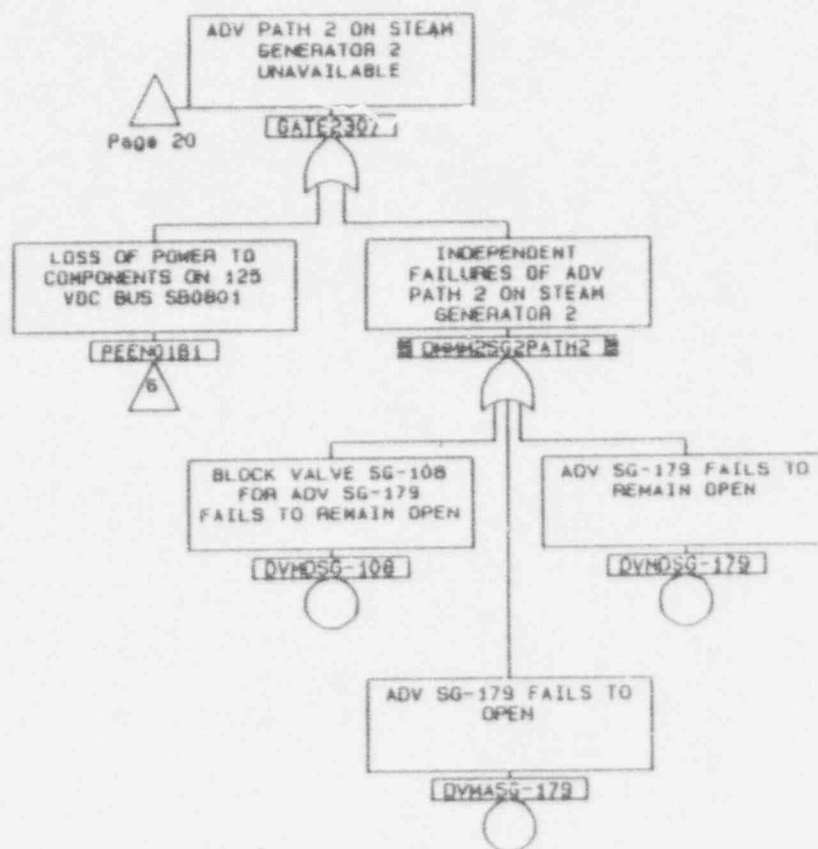 ADV PATH 2 ON STEAM
GENERATOR 2
UNAVAILABLE
Page 20
GATE2307
LOSS OF POWER TO
COMPONENTS ON 125
VDC BUS SB0801
PEEN01B1
6
INDEPENDENT
FAILURES OF ADV
PATH 2 ON STEAM
GENERATOR 2
DMMM2SG2PATH2
BLOCK VALVE SG-108
FOR ADV SG-179
FAILS TO REMAIN OPEN
DVMOSG-108
ADV SG-179 FAILS TO
REMAIN OPEN
DVMOSG-179
ADV SG-179 FAILS TO
OPEN
DVMASG-179